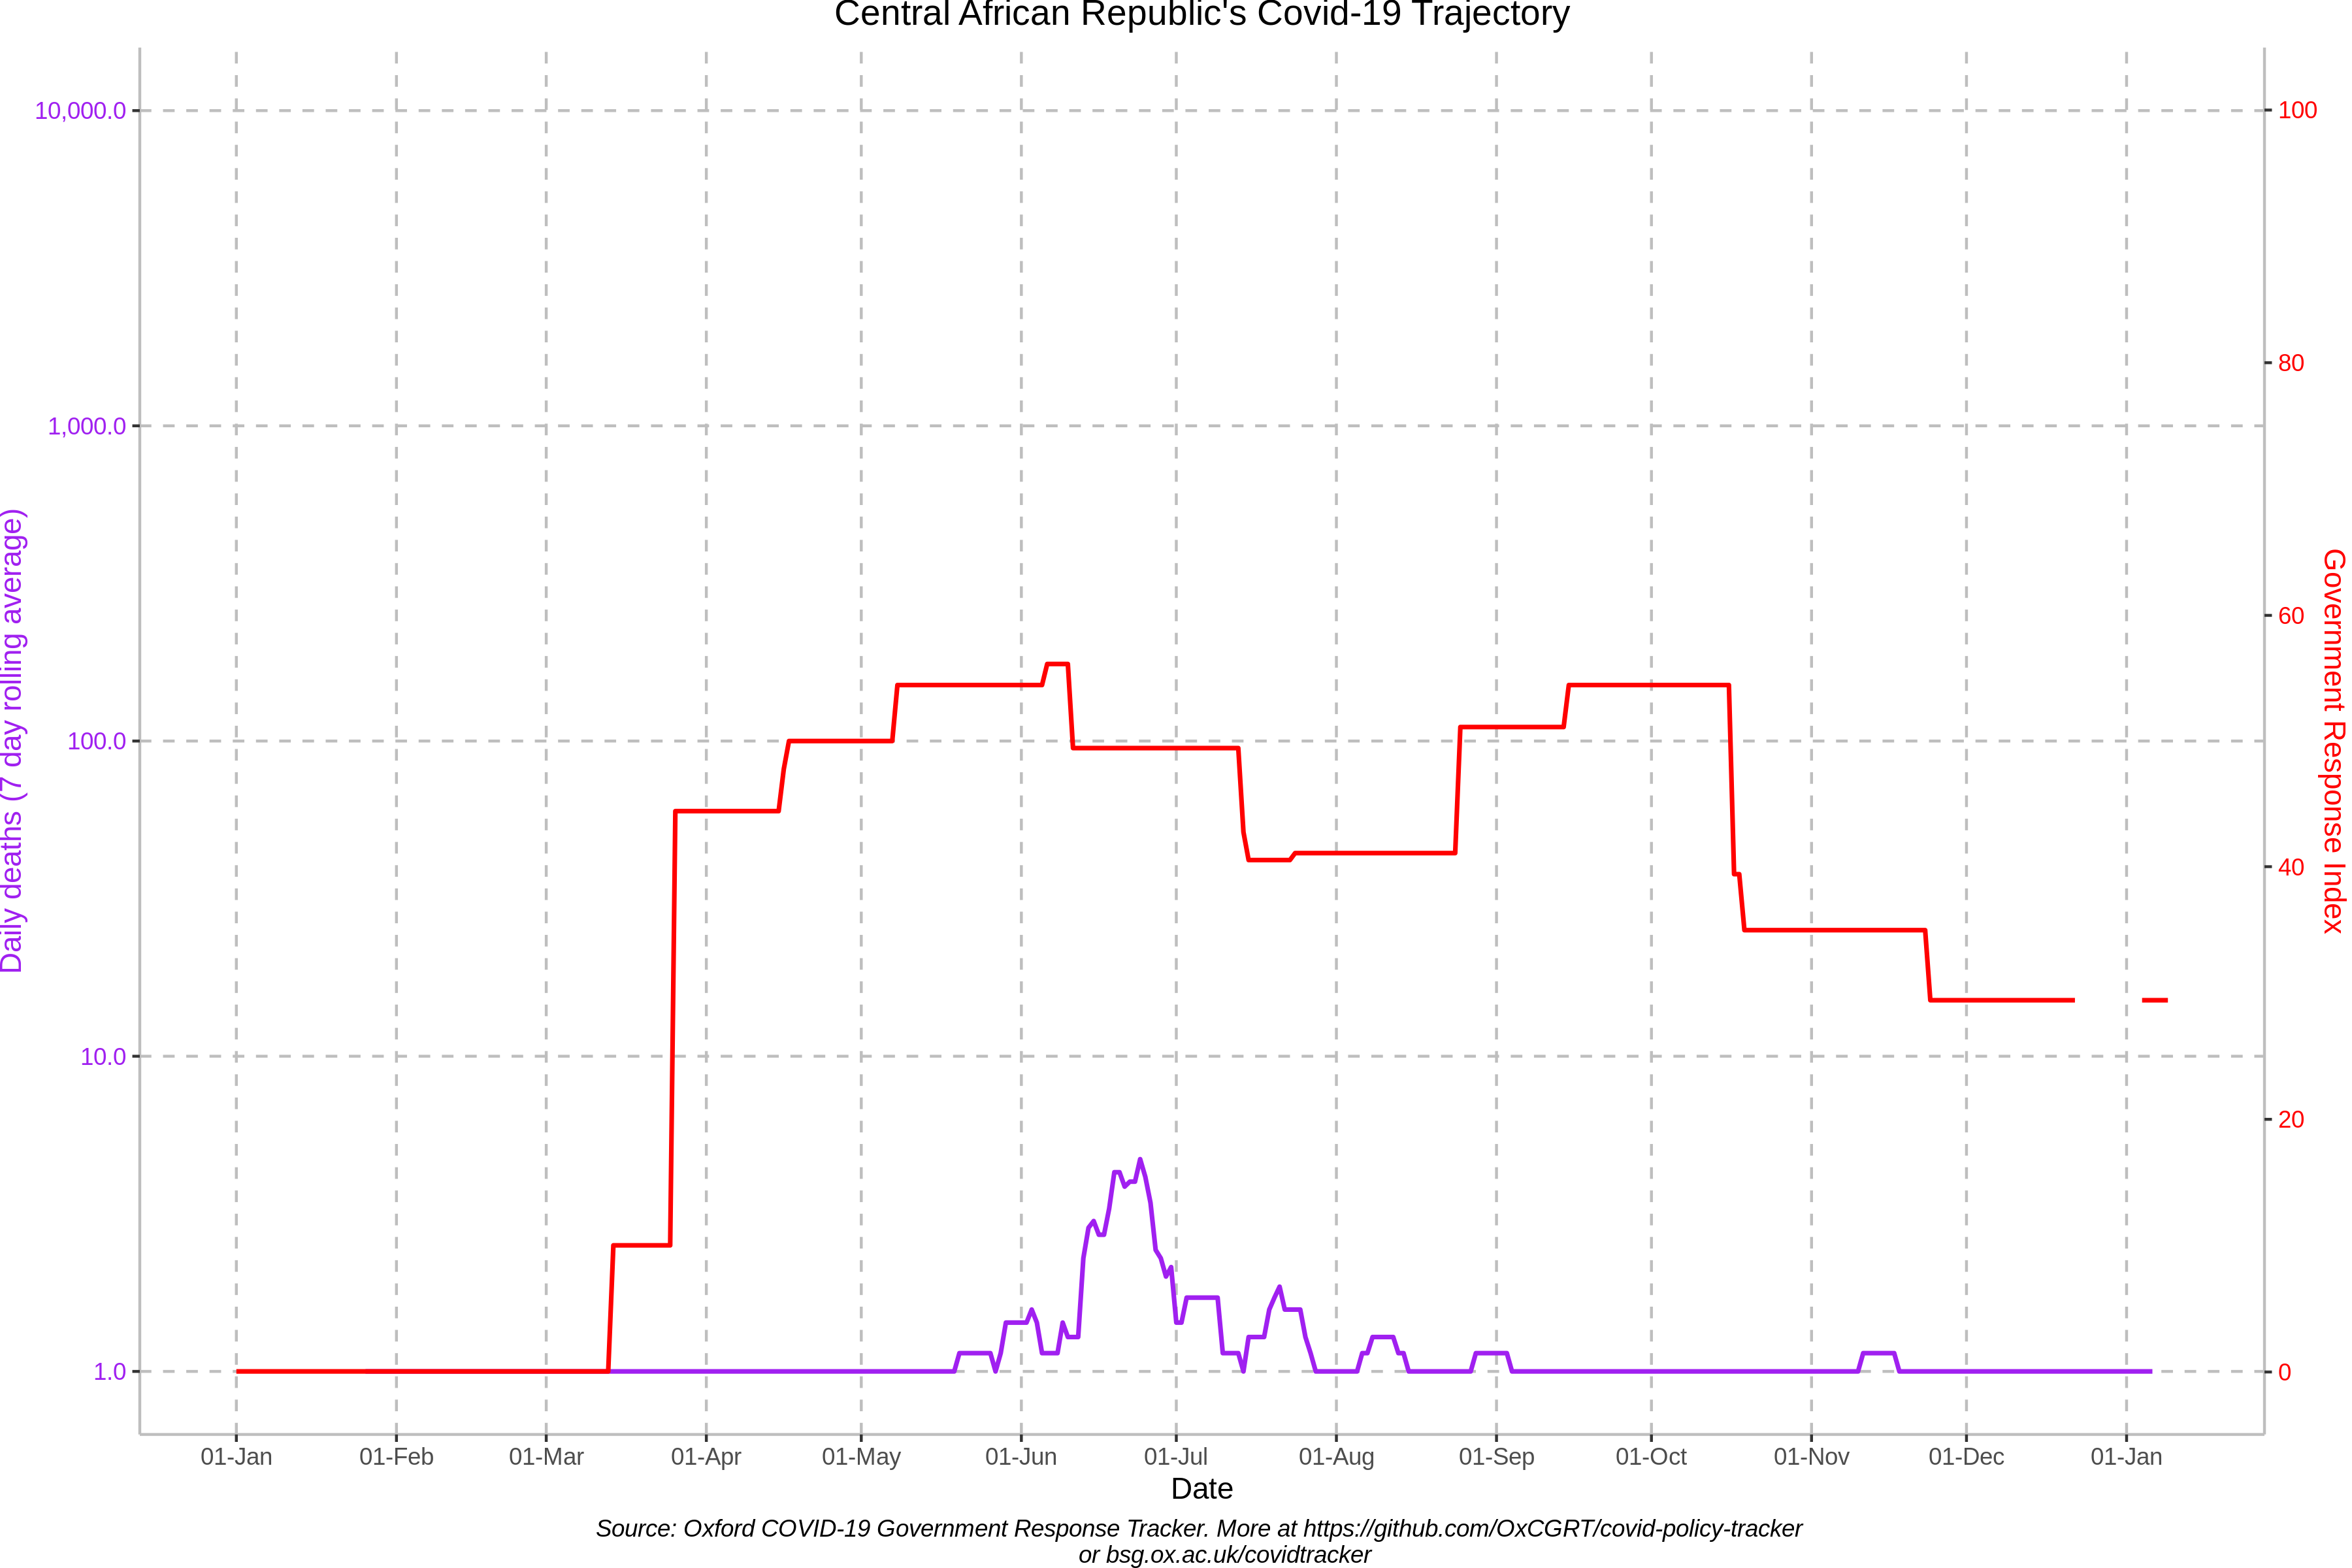 Central African Republic's Covid-19 Trajectory
10,000.0
1,000.0
100.0
10.0
1.0
Daily deaths (7 day rolling average)
100
80
60
40
20
0
Government Response Index
01-Jan 01-Feb 01-Mar 01-Apr 01-May 01-Jun 01-Jul 01-Aug 01-Sep 01-Oct 01-Nov 01-Dec 01-Jan
Date
Source: Oxford COVID-19 Government Response Tracker. More at https://github.com/OxCGRT/covid-policy-tracker
or bsg.ox.ac.uk/covidtracker